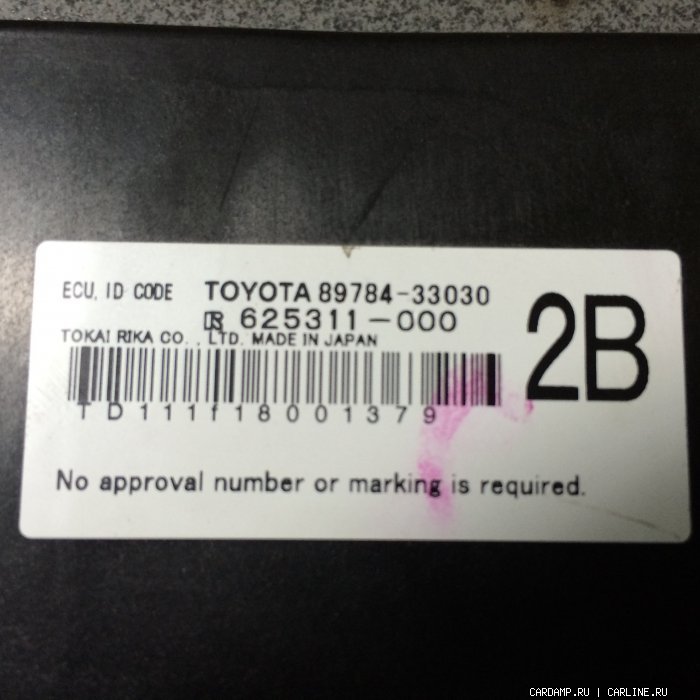 ECU, ID CODE TOYOTA 89784-33030
625311-000
TOKAI RIKA CO., LTD. MADE IN JAPAN
2B
TD111f18001379
No approval number or marking is required.
CARDAMP.RU | CARLINE.RU